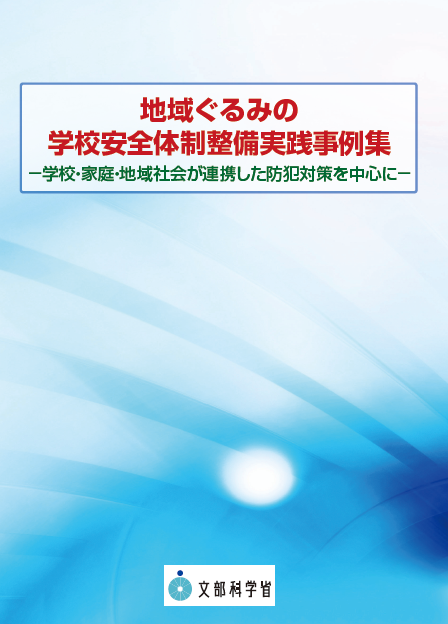 地域ぐるみの
学校安全体制整備実践事例集
－学校・家庭・地域社会が連携した防犯対策を中心に－
文部科学省